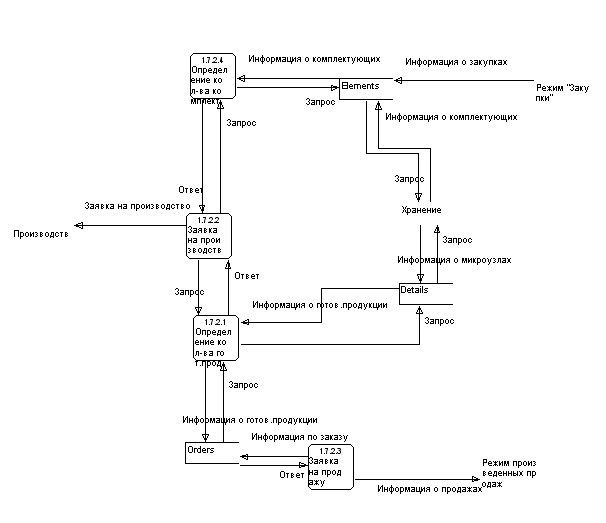 1.7.2.4
Определ
ение кол
л-ва ко
мплект
Информация о комплектующих
Информация о закупках
Elements
Режим "Заку
пки"
Запрос
Запрос
Информация о комплектующих
Запрос
Ответ
Заявка на производство
Хранение
1.7.2.2
Заявка
на прои
зводств
Производств
Запрос
Информация о микроузлах
Ответ
Запрос
Details
Информация о готов.продукции
1.7.2.1
Определ
ение ко
л-ва го
т.прод.
Запрос
Запрос
Информация о готов.продукции
Информация по заказу
Orders
1.7.2.3
Заявка
на прод
ажу
Ответ
Режим произ
веденных пр
одаж
Информация о продажах